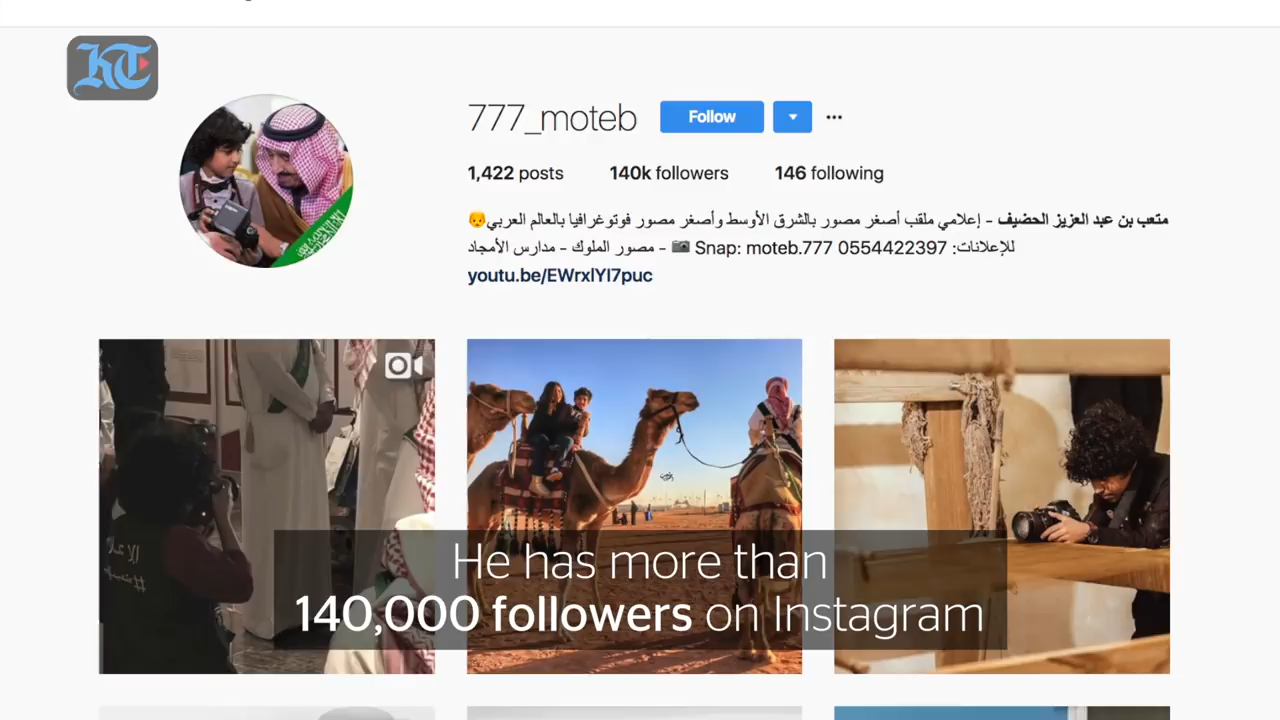 KT
777_moteb Follow
1,422 posts 140k followers 146 following
متعب بن عبد العزيز الحضيف - إعلامي ملقب أصغر مصور بالشرق الأوسط وأصغر مصور فوتوغرافيا بالعالم العربي👦
للإعلانات: Snap: moteb.777 0554422397 📷 - مصور الملوك - مدارس الأمجاد
youtu.be/EWrxlYl7puc
He has more than
140,000 followers on Instagram